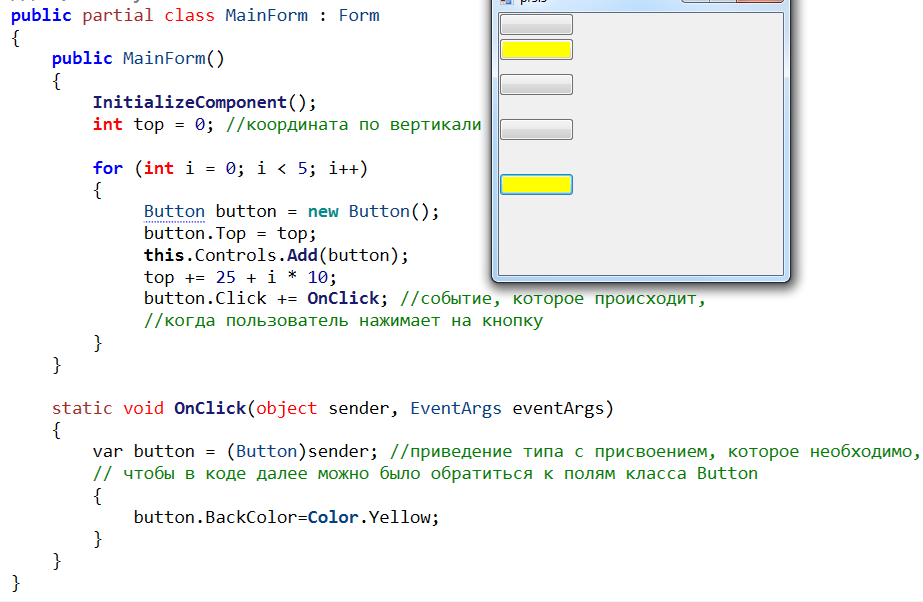 public partial class MainForm : Form
{
public MainForm()
{
InitializeComponent();
int top = 0; //координата по вертикали
for (int i = 0; i < 5; i++)
{
Button button = new Button();
button.Top = top;
this.Controls.Add(button);
top += 25 + i * 10;
button.Click += OnClick; //событие, которое происходит,
//когда пользователь нажимает на кнопку
}
}
static void OnClick(object sender, EventArgs eventArgs)
{
var button = (Button)sender; //приведение типа с присвоением, которое необходимо,
// чтобы в коде далее можно было обратиться к полям класса Button
{
button.BackColor=Color.Yellow;
}
}
}